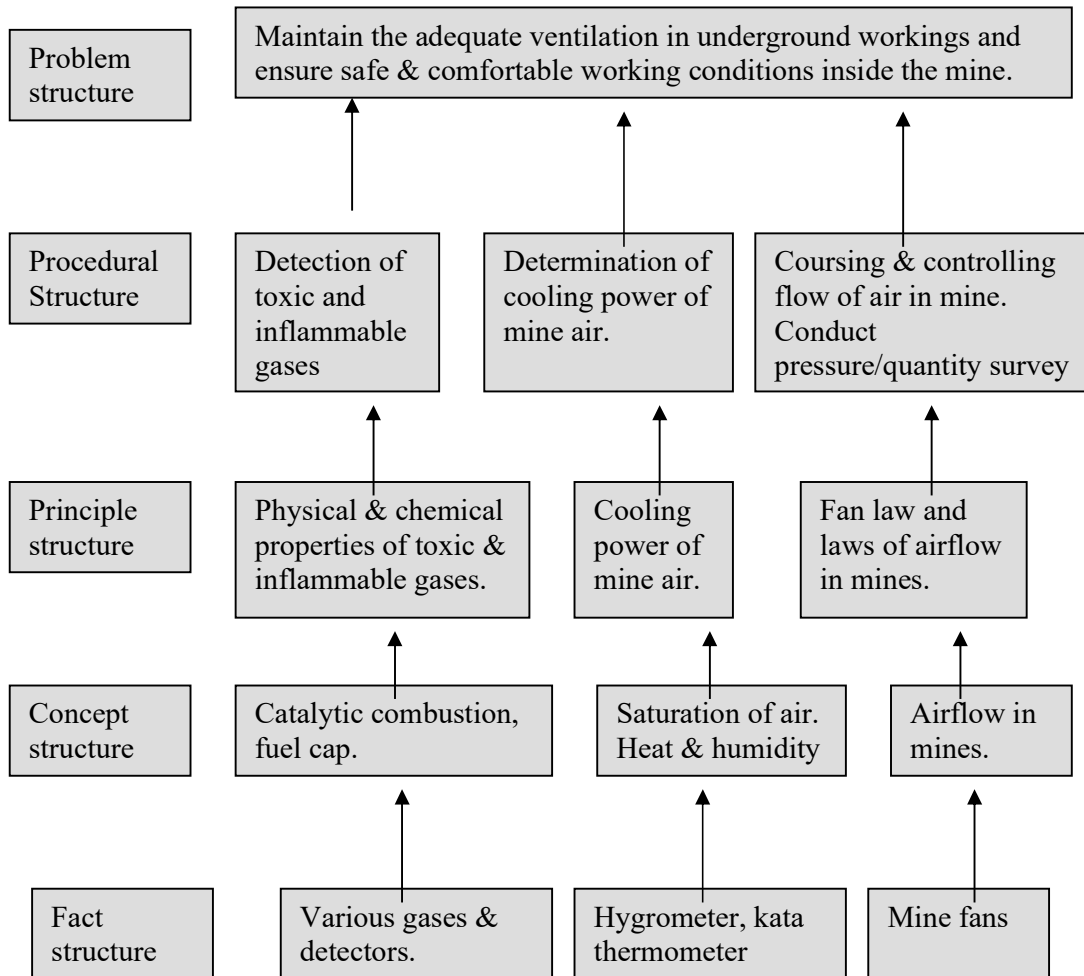 Problem
structure
Maintain the adequate ventilation in underground workings and
ensure safe & comfortable working conditions inside the mine.
Procedural
Structure
Detection of
toxic and
inflammable
gases
Determination of
cooling power of
mine air.
Coursing & controlling
flow of air in mine.
Conduct
pressure/quantity survey
Principle
structure
Physical & chemical
properties of toxic &
inflammable gases.
Cooling
power of
mine air.
Fan law and
laws of airflow
in mines.
Concept
structure
Catalytic combustion,
fuel cap.
Saturation of air.
Heat & humidity
Airflow in
mines.
Fact
structure
Various gases &
detectors.
Hygrometer, kata
thermometer
Mine fans